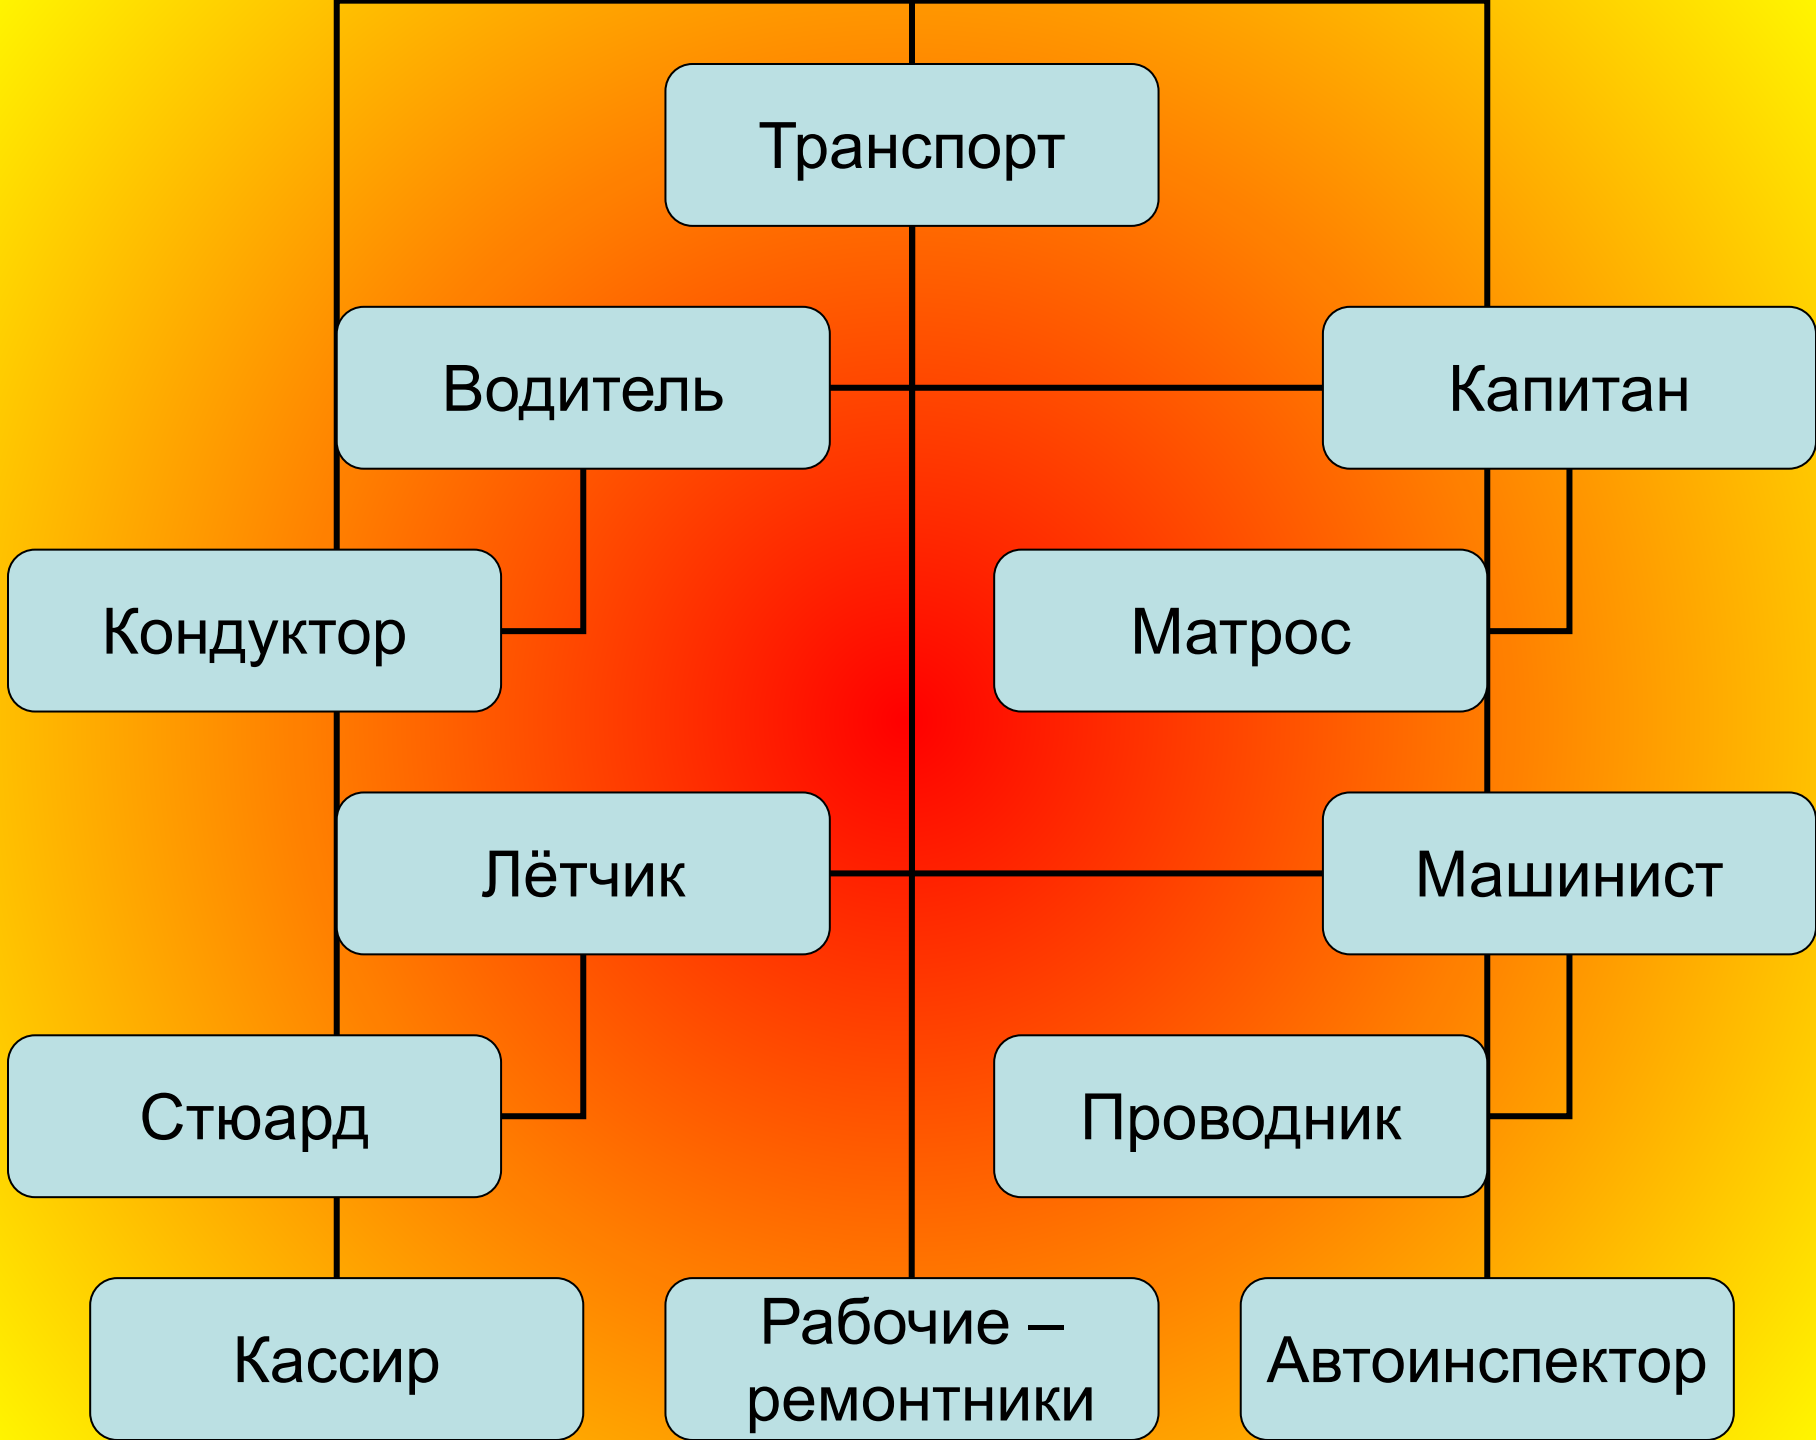 Транспорт
Водитель
Капитан
Кондуктор
Матрос
Лётчик
Машинист
Стюард
Проводник
Кассир
Рабочие –
ремонтники
Автоинспектор